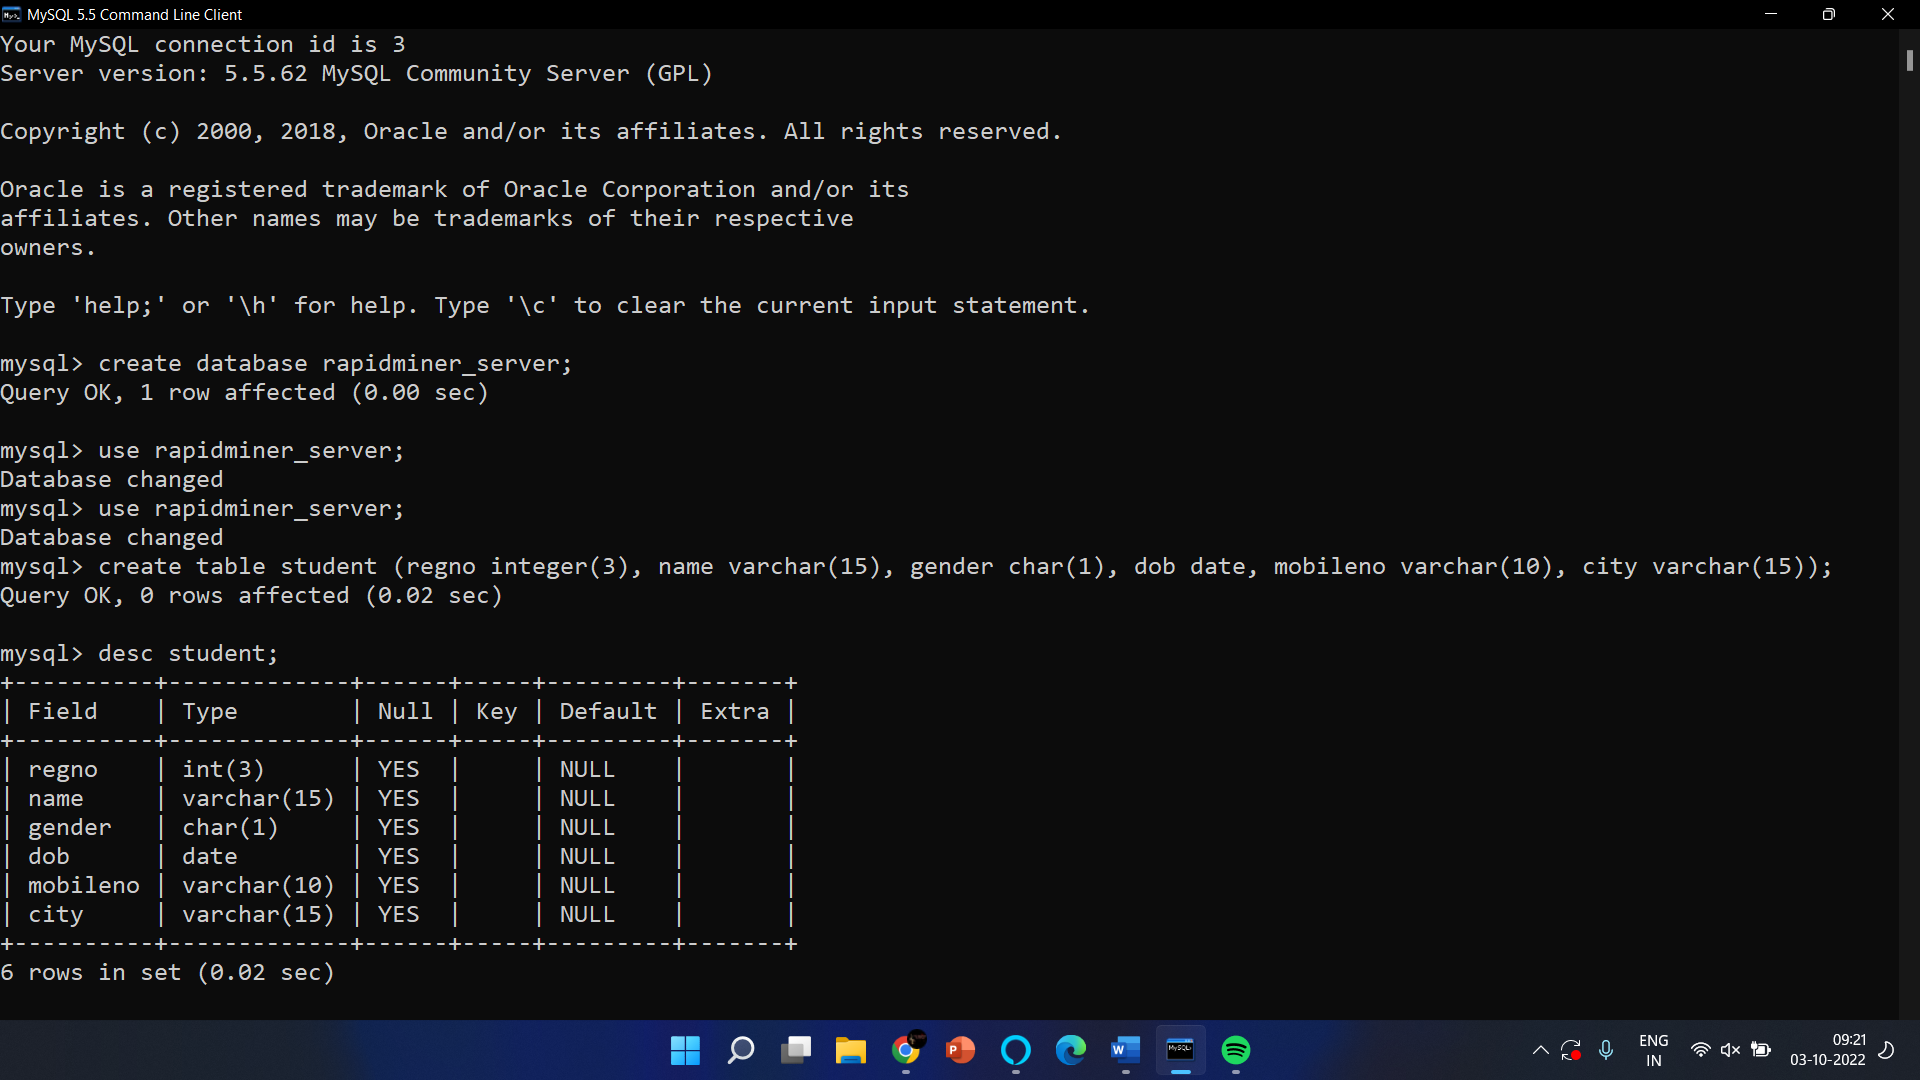 MySQL 5.5 Command Line Client
Your MySQL connection id is 3
Server version: 5.5.62 MySQL Community Server (GPL)
Copyright (c) 2000, 2018, Oracle and/or its affiliates. All rights reserved.
Oracle is a registered trademark of Oracle Corporation and/or its
affiliates. Other names may be trademarks of their respective
owners.
Type 'help;' or '\h' for help. Type '\c' to clear the current input statement.
mysql> create database rapidminer_server;
Query OK, 1 row affected (0.00 sec)
mysql> use rapidminer_server;
Database changed
mysql> use rapidminer_server;
Database changed
mysql> create table student (regno integer(3), name varchar(15), gender char(1), dob date, mobileno varchar(10), city varchar(15));
Query OK, 0 rows affected (0.02 sec)
mysql> desc student;
+----------+-------------+------+-----+---------+-------+
| Field    | Type        | Null | Key | Default | Extra |
+----------+-------------+------+-----+---------+-------+
| regno    | int(3)      | YES  |     | NULL    |       |
| name     | varchar(15) | YES  |     | NULL    |       |
| gender   | char(1)     | YES  |     | NULL    |       |
| dob      | date        | YES  |     | NULL    |       |
| mobileno | varchar(10) | YES  |     | NULL    |       |
| city     | varchar(15) | YES  |     | NULL    |       |
+----------+-------------+------+-----+---------+-------+
6 rows in set (0.02 sec)
P
W
MySQL
ENG
IN
09:21
03-10-2022